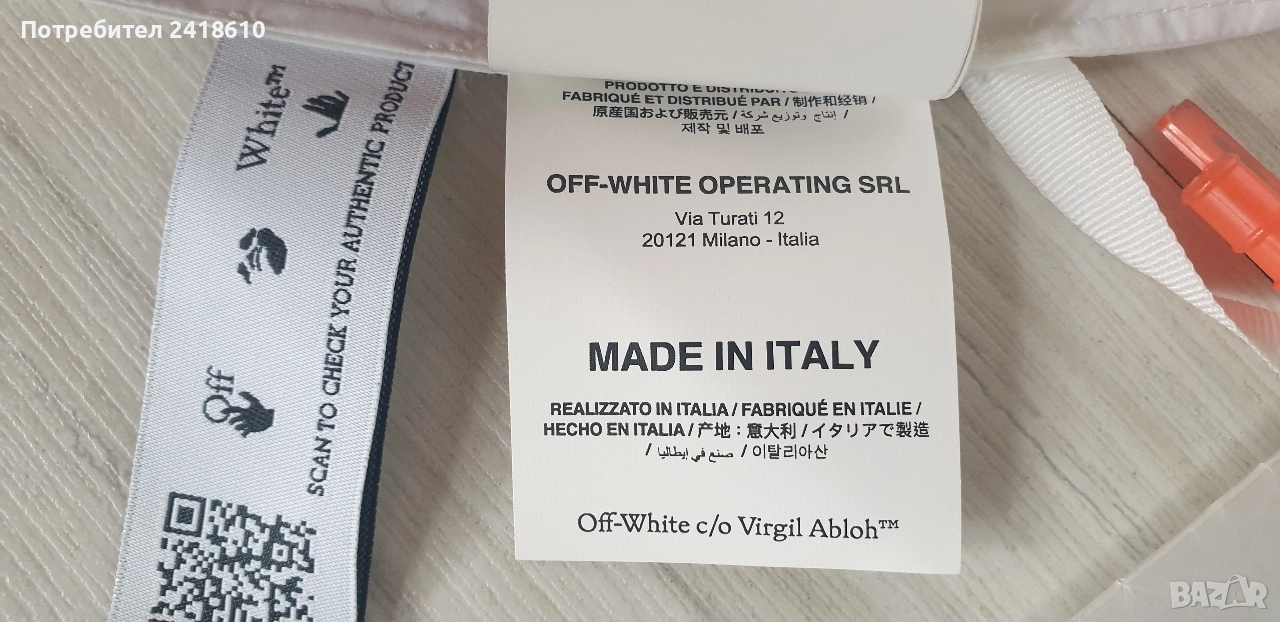 Потребител 2418610
Off White™
SCAN TO CHECK YOUR AUTHENTIC PRODUCT
PRODOTTO E
FABRIQUÉ ET DISTRIBUÉ PAR / 制作和经销 /
原産国および販売元 / إنتاج وتوزيع شركة /
제작 및 배포
OFF-WHITE OPERATING SRL
Via Turati 12
20121 Milano - Italia
MADE IN ITALY
REALIZZATO IN ITALIA / FABRIQUÉ EN ITALIE /
HECHO EN ITALIA / 产地：意大利 / イタリアで製造
/ صنع في إيطاليا / 이탈리아산
Off-White c/o Virgil Abloh™
BAZAR